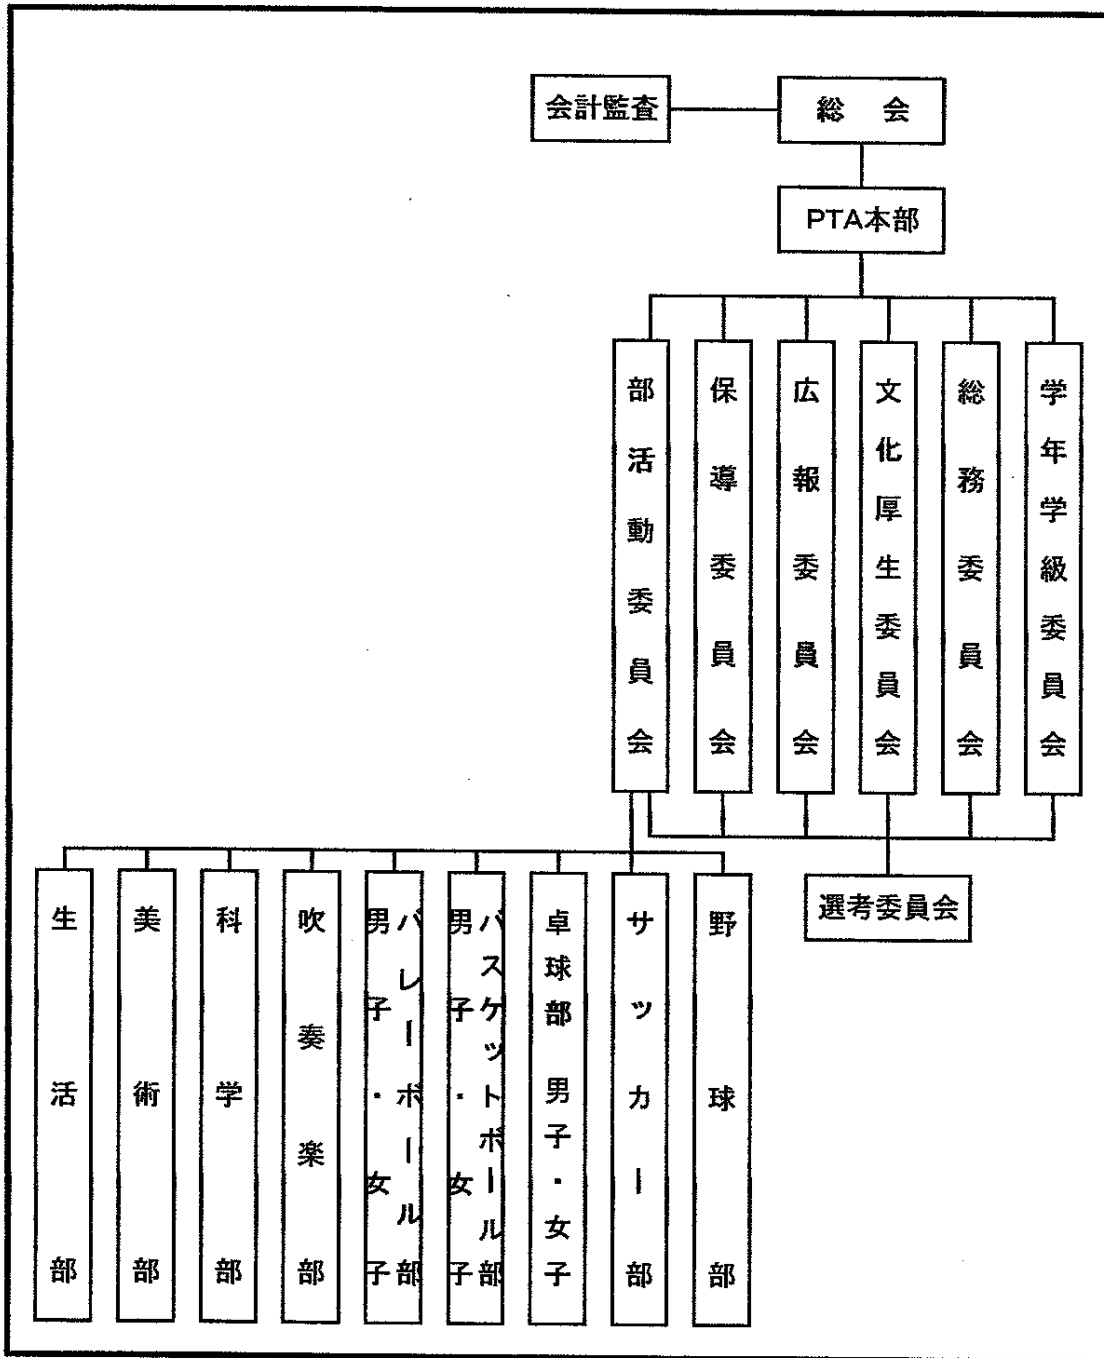 会計監査
総 会
PTA本部
学年学級委員会
総務委員会
文化厚生委員会
広報委員会
保導委員会
部活動委員会
選考委員会
野球部
サッカー部
卓球部 男子・女子
バスケットボール部
男子・女子
バレーボール部
男子・女子
吹奏楽部
科学部
美術部
生活部